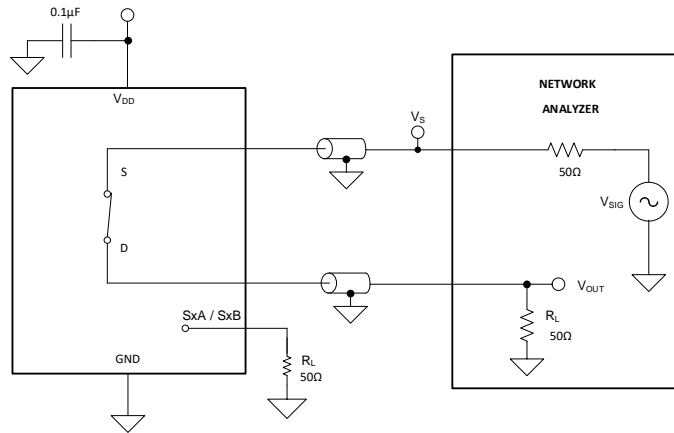 0.1µF
VDD
NETWORK
ANALYZER
VS
S
50Ω
VSIG
D
VOUT
SxA / SxB
RL
50Ω
GND
RL
50Ω